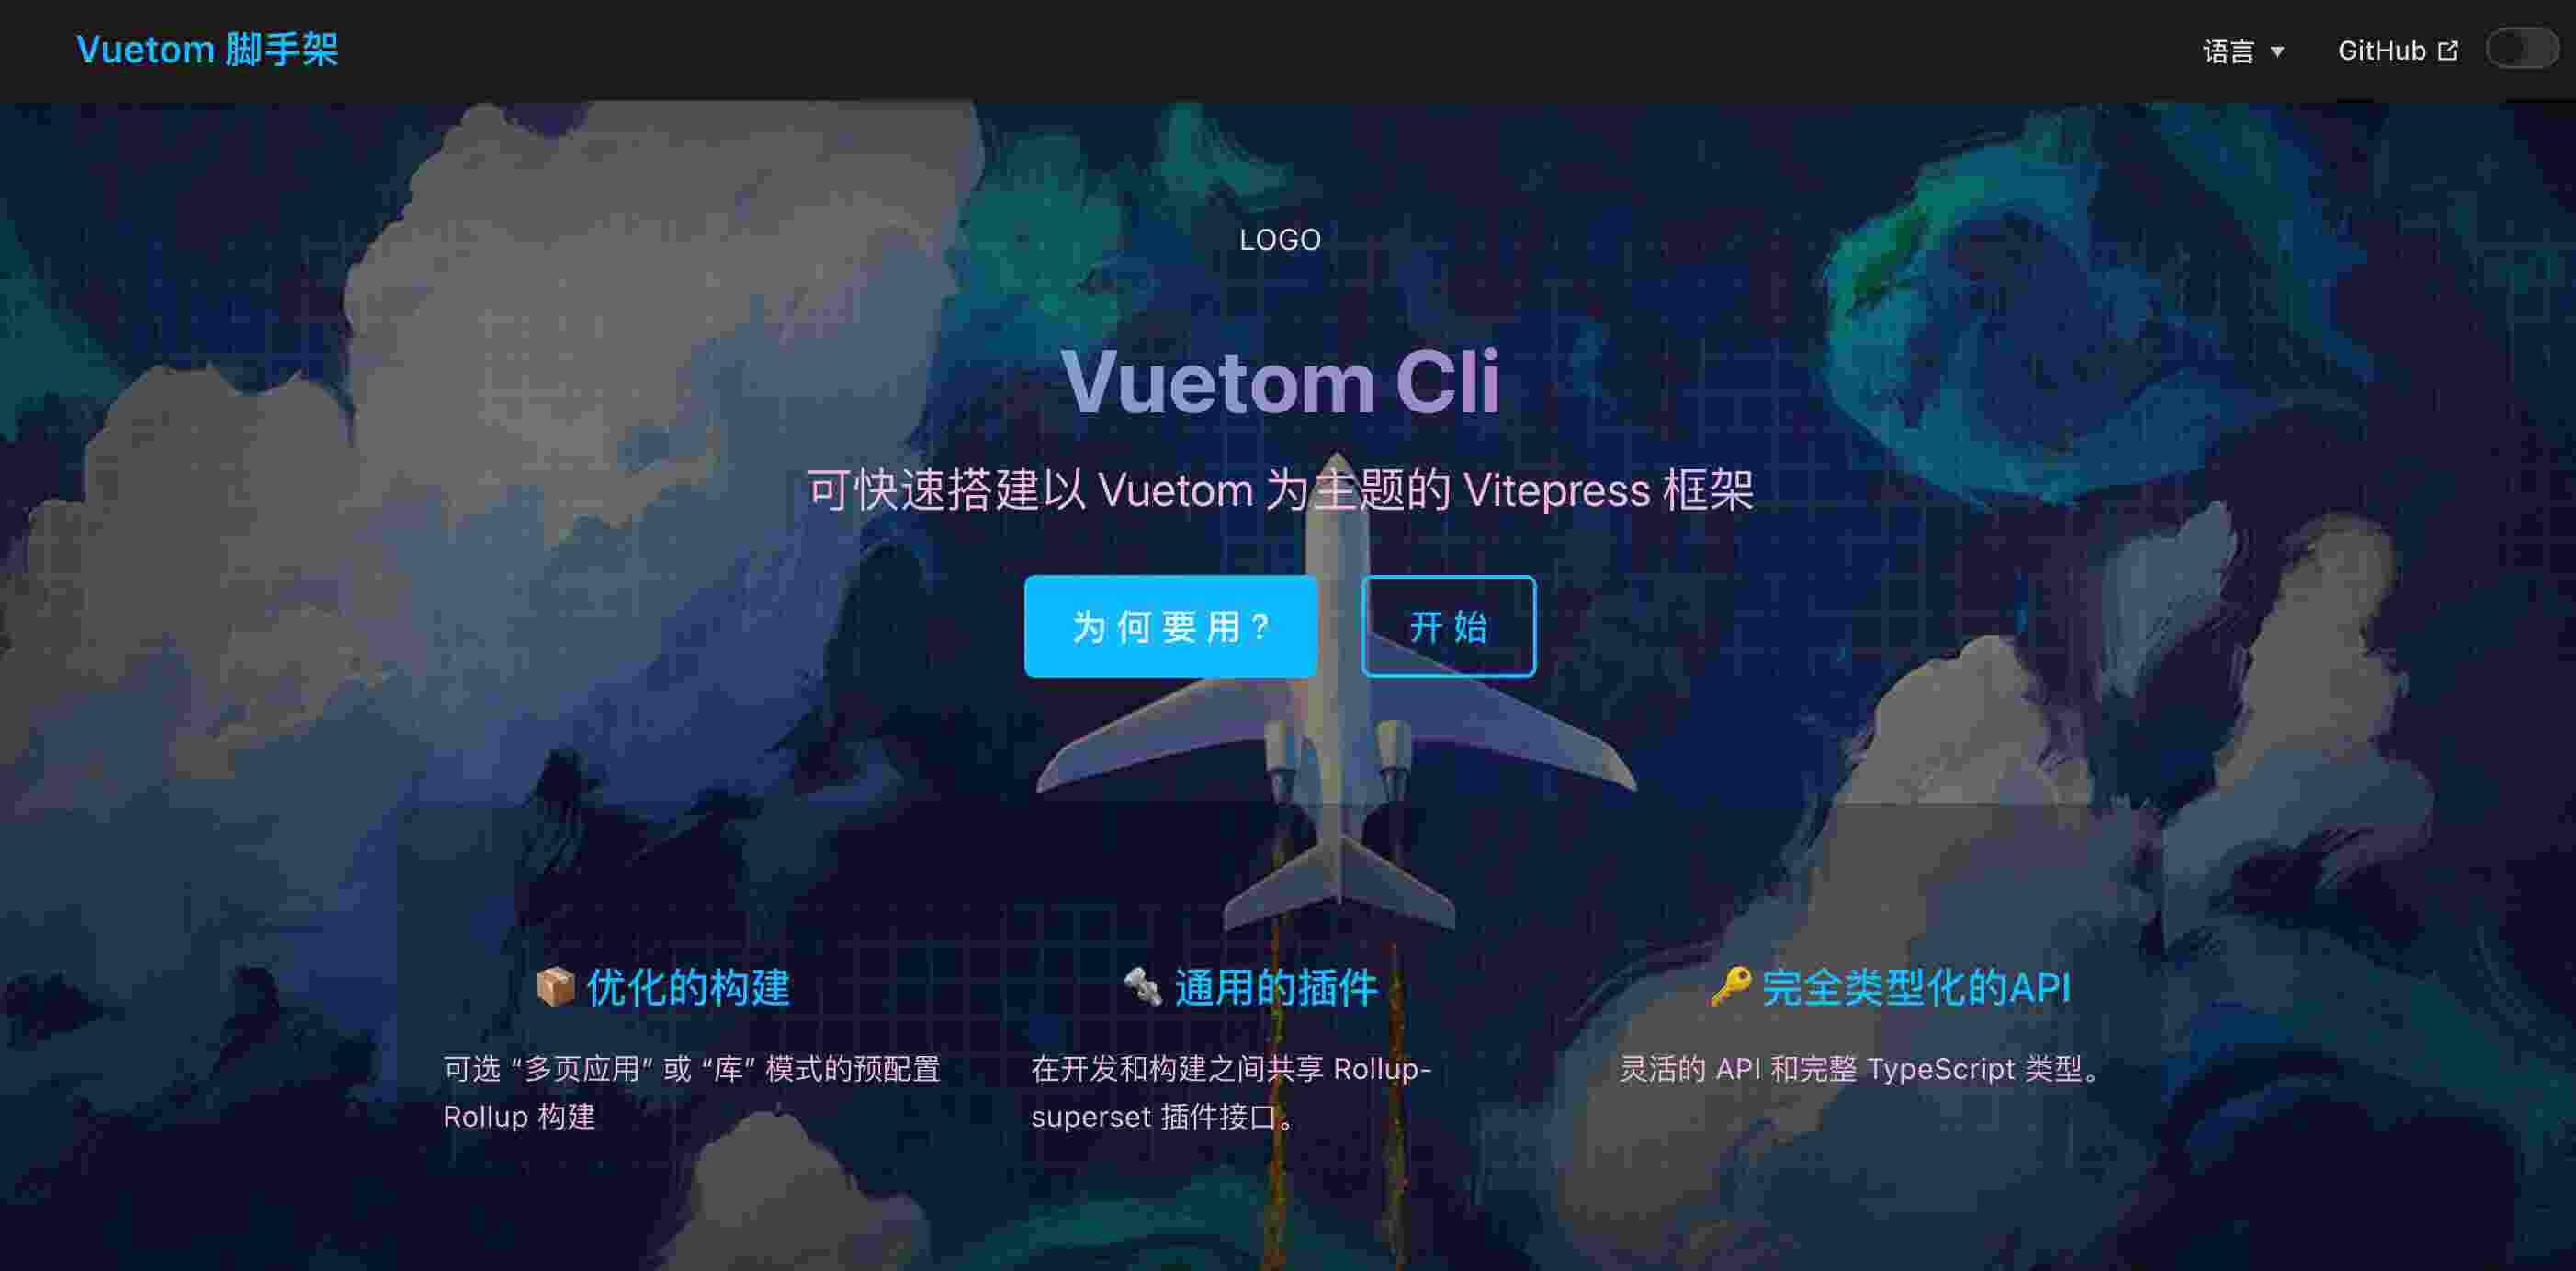 Vuetom 脚手架
语言
GitHub
LOGO
Vuetom Cli
可快速搭建以 Vuetom 为主题的 Vitepress 框架
为何要用?
开始
优化的构建
可选 “多页应用” 或 “库” 模式的预配置
Rollup 构建
通用的插件
在开发和构建之间共享 Rollup-
superset 插件接口。
完全类型化的API
灵活的 API 和完整 TypeScript 类型。